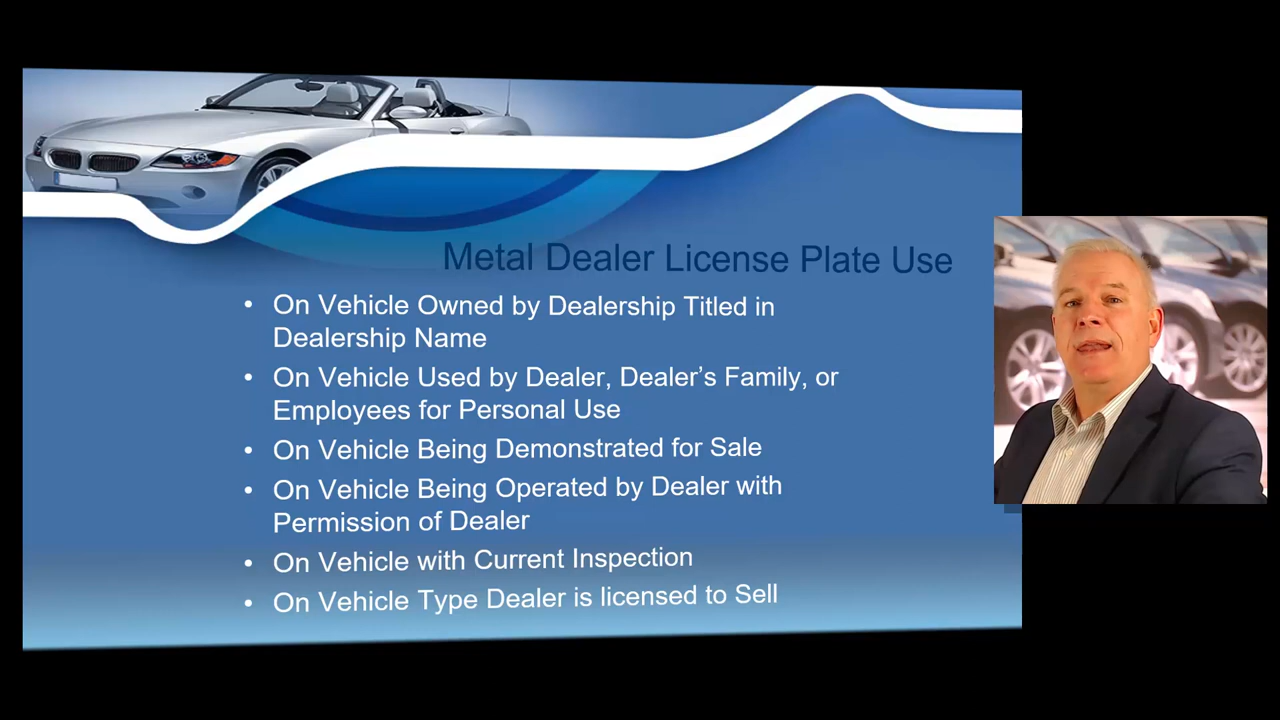 Metal Dealer License Plate Use
• On Vehicle Owned by Dealership Titled in
Dealership Name
• On Vehicle Used by Dealer, Dealer’s Family, or
Employees for Personal Use
• On Vehicle Being Demonstrated for Sale
• On Vehicle Being Operated by Dealer with
Permission of Dealer
• On Vehicle with Current Inspection
• On Vehicle Type Dealer is licensed to Sell